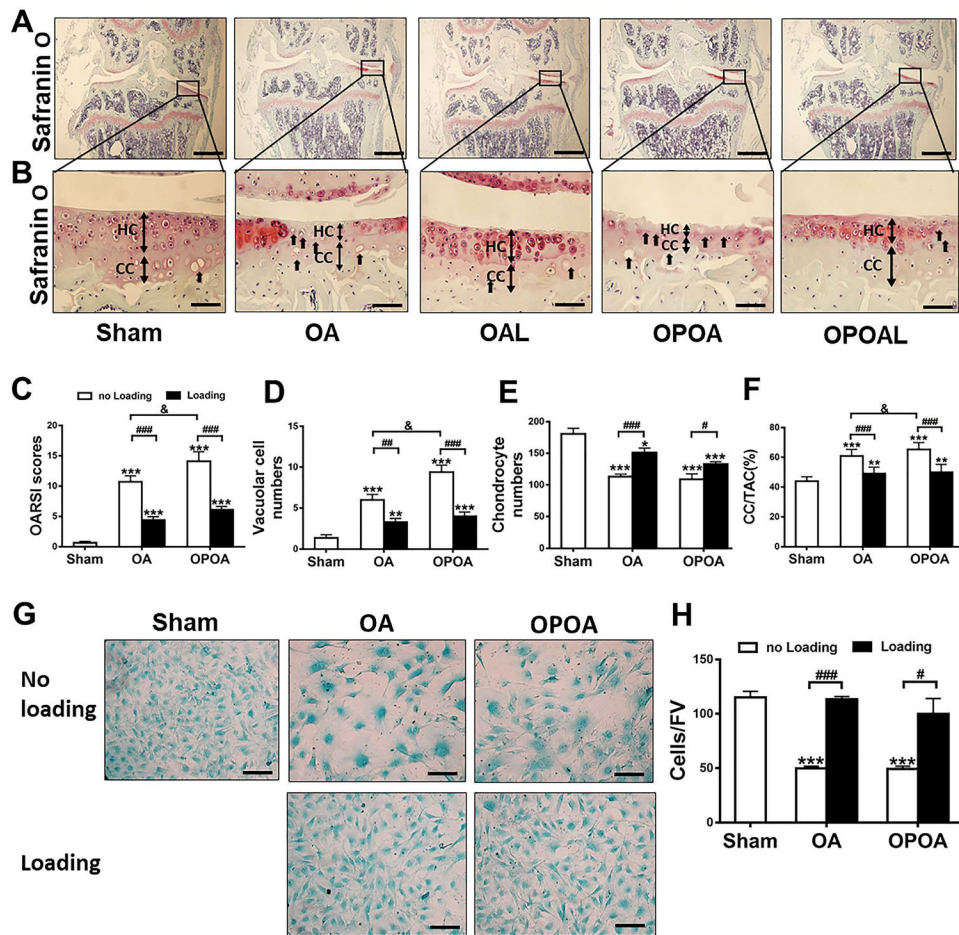 A
Safranin O
B
Safranin O
HC
CC
HC
CC
HC
CC
HC
CC
HC
CC
Sham
OA
OAL
OPOA
OPOAL
C
no Loading
Loading
OARSI scores
20
15
10
5
0
&
###
###
***
***
***
***
Sham
OA
OPOA
D
Vacuolar cell
numbers
15
10
5
0
&
##
###
***
**
***
***
Sham
OA
OPOA
E
Chondrocyte
numbers
200
150
100
50
0
###
#
***
*
***
***
Sham
OA
OPOA
F
CC/TAC(%)
80
60
40
20
0
&
###
###
***
**
***
**
Sham
OA
OPOA
G
Sham
OA
OPOA
No
loading
Loading
H
no Loading
Loading
Cells/FV
150
100
50
0
###
#
***
***
Sham
OA
OPOA